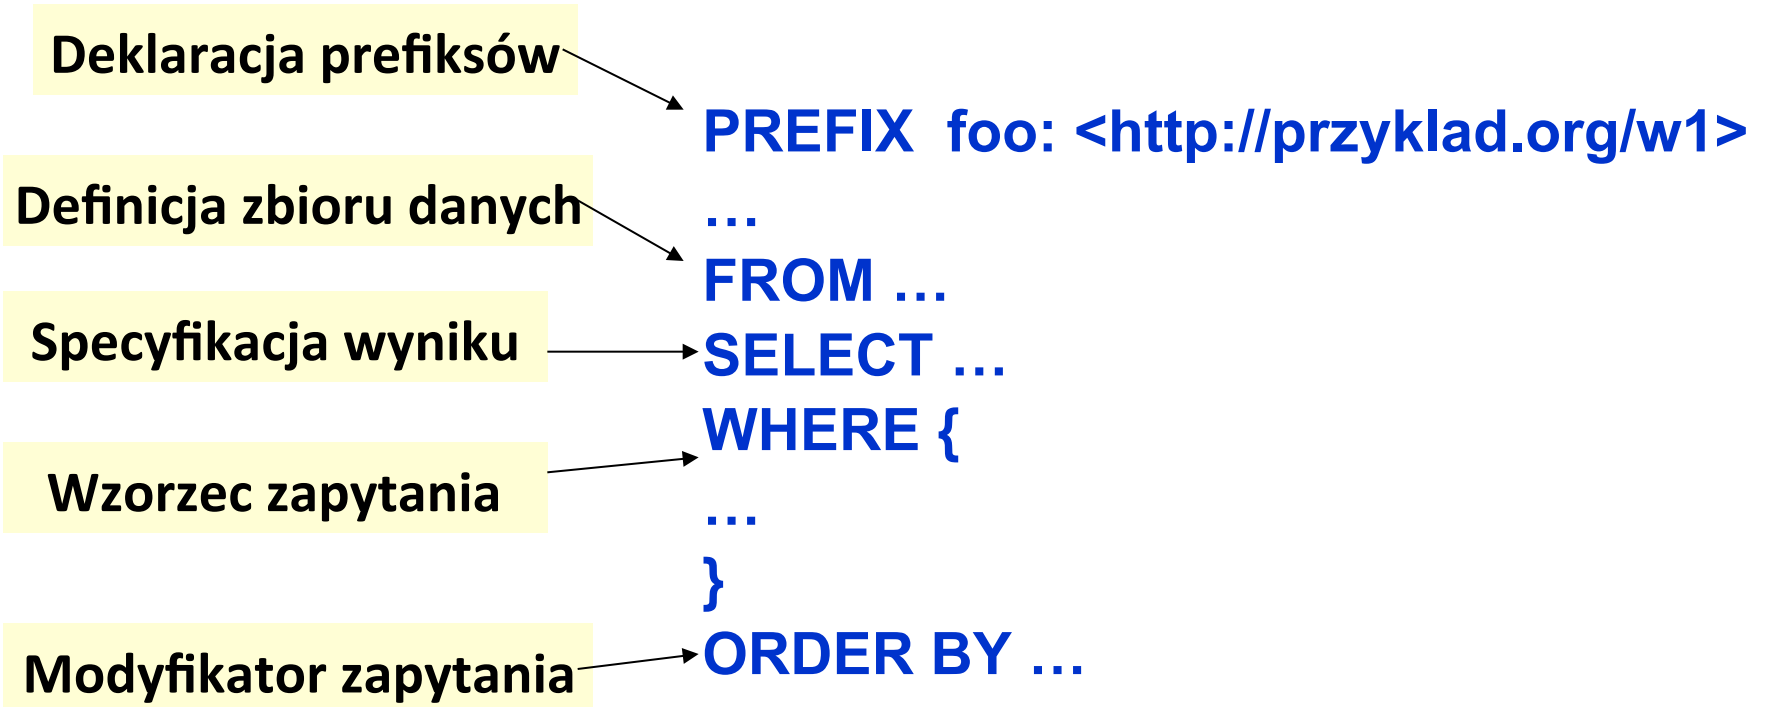 Deklaracja prefiksów
PREFIX foo: <http://przyklad.org/w1>
Definicja zbioru danych
…
FROM …
Specyfikacja wyniku
SELECT …
WHERE {
Wzorzec zapytania
…
}
Modyfikator zapytania
ORDER BY …